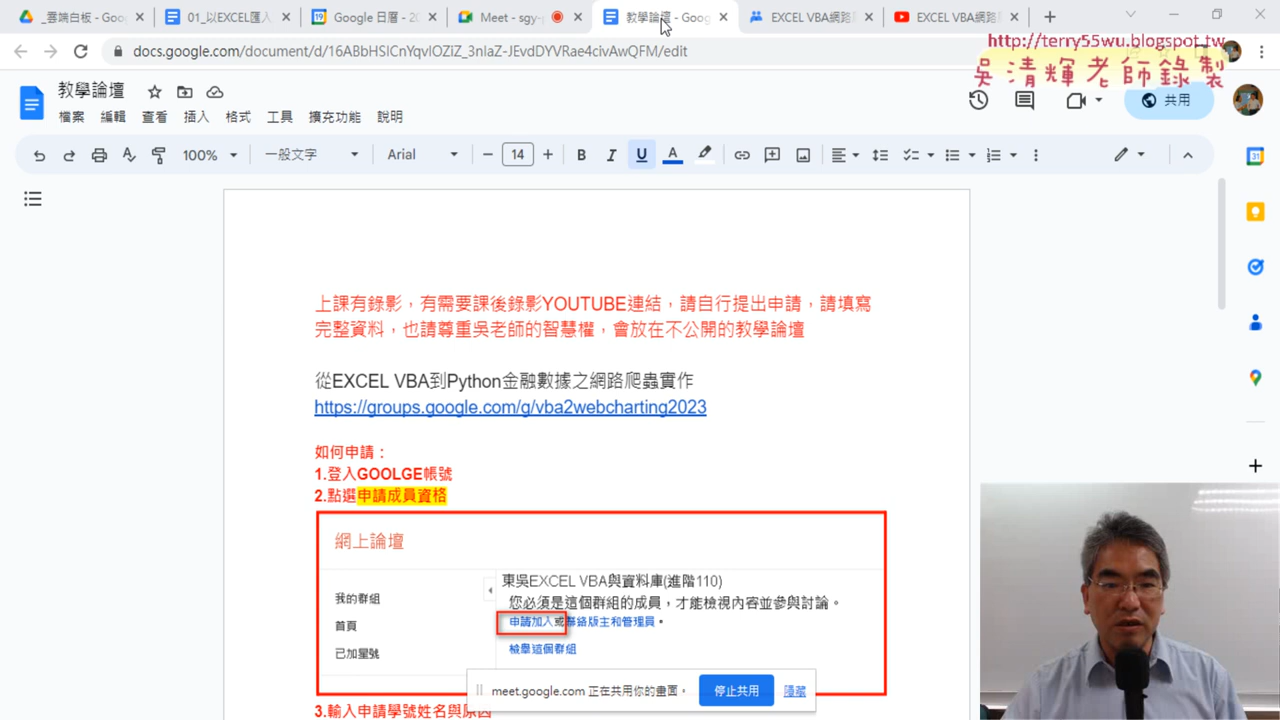 _雲端白板 - Goo
01_以EXCEL匯入
Google 日曆 - 20
Meet - sgy-
教學論壇 - Goog
EXCEL VBA網路
EXCEL VBA網路
docs.google.com/document/d/16ABbHSICnYqvIOZiZ_3nIaZ-JEvdDYVRae4civAwQFM/edit
http://terry55wu.blogspot.tw
吳清輝老師錄製
教學論壇
檔案 編輯 查看 插入 格式 工具 擴充功能 說明
共用
100% 一般文字 Arial 14 B I U A
上課有錄影，有需要課後錄影YOUTUBE連結，請自行提出申請，請填寫
完整資料，也請尊重吳老師的智慧權，會放在不公開的教學論壇
從EXCEL VBA到Python金融數據之網路爬蟲實作
https://groups.google.com/g/vba2webcharting2023
如何申請：
1.登入GOOLGE帳號
2.點選申請成員資格
網上論壇
東吳EXCEL VBA與資料庫(進階110)
我的群組
您必須是這個群組的成員，才能檢視內容並參與討論。
首頁
申請加入或聯絡版主和管理員。
已加星號
檢舉這個群組
meet.google.com 正在共用你的畫面。 停止共用 隱藏
3.輸入申請學號姓名與原因